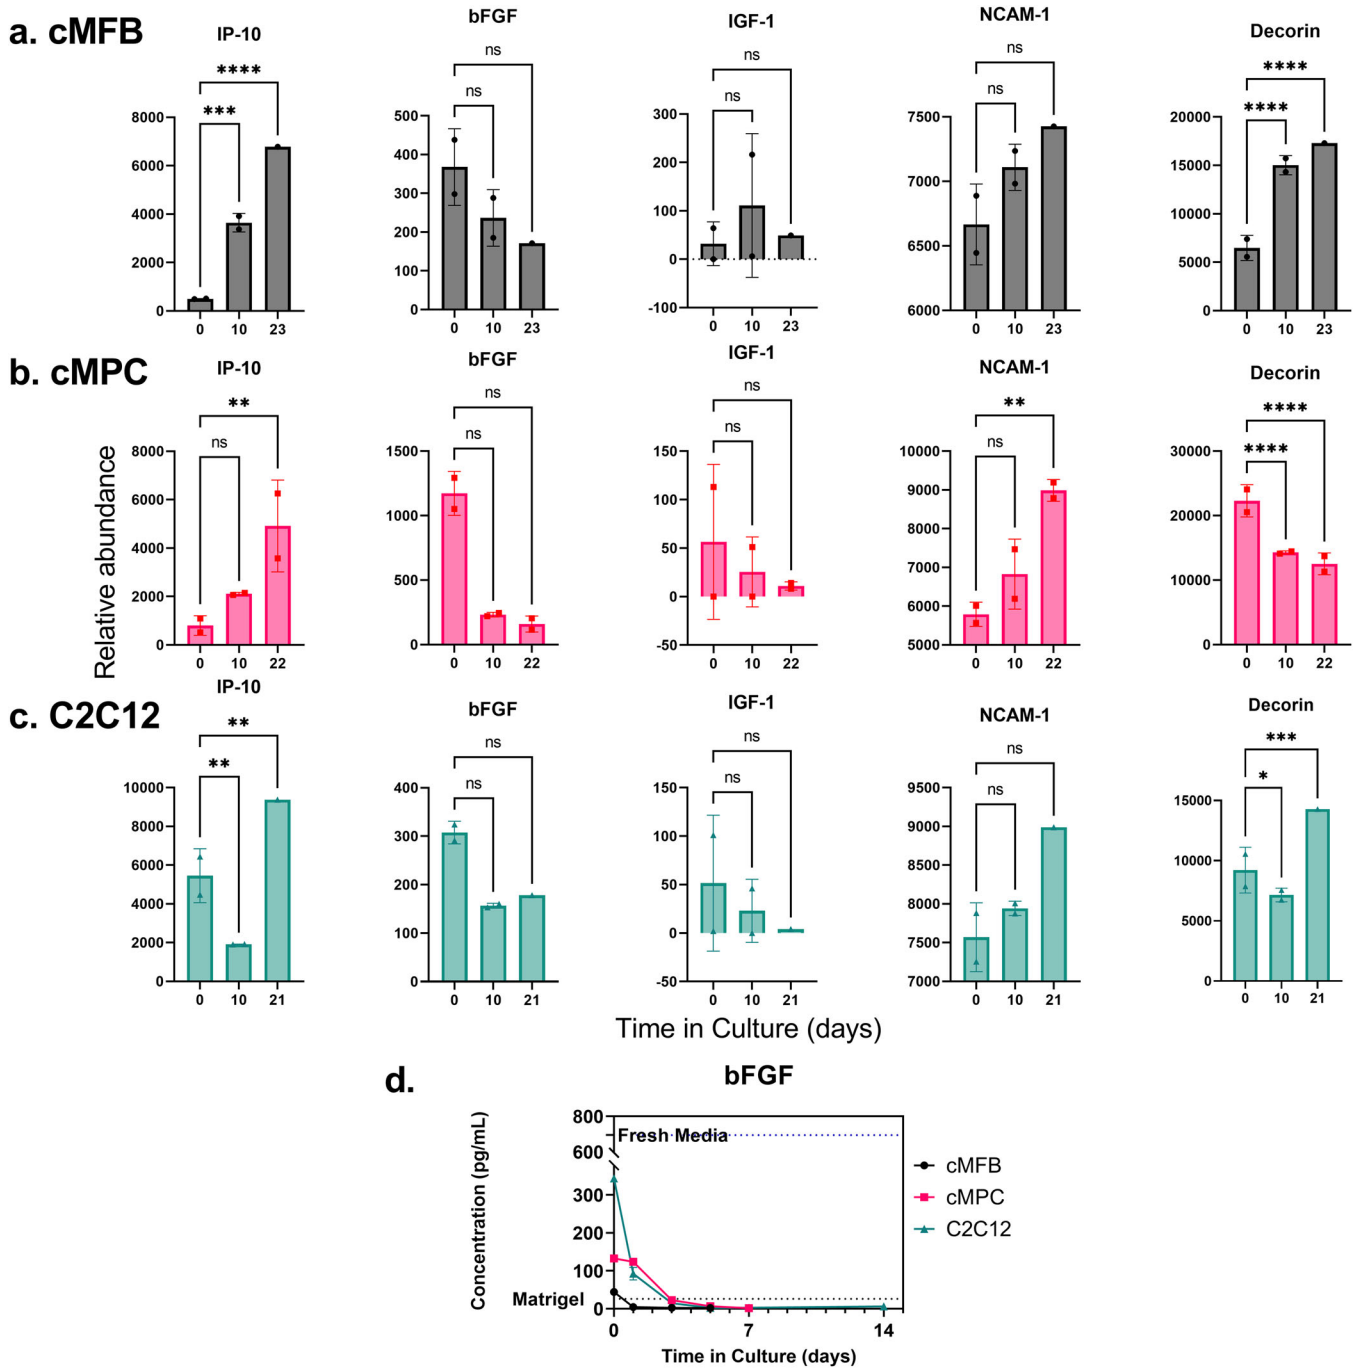 a. cMFB
IP-10
bFGF
IGF-1
NCAM-1
Decorin
**** 
***
ns
ns
ns
ns
ns
ns
****
****
8000
6000
4000
2000
0
0 10 23
500
400
300
200
100
0
0 10 23
300
200
100
0
-100
0 10 23
7500
7000
6500
6000
0 10 23
20000
15000
10000
5000
0
0 10 23
b. cMPC
IP-10
bFGF
IGF-1
NCAM-1
Decorin
**
ns
ns
ns
ns
ns
**
ns
****
****
Relative abundance
8000
6000
4000
2000
0
0 10 22
1500
1000
500
0
0 10 22
150
100
50
0
-50
0 10 22
10000
9000
8000
7000
6000
5000
0 10 22
30000
20000
10000
0
0 10 22
c. C2C12
IP-10
bFGF
IGF-1
NCAM-1
Decorin
**
**
ns
ns
ns
ns
ns
ns
***
*
10000
8000
6000
4000
2000
0
0 10 21
400
300
200
100
0
0 10 21
150
100
50
0
-50
0 10 21
9500
9000
8500
8000
7500
7000
0 10 21
15000
10000
5000
0
0 10 21
Time in Culture (days)
d.
bFGF
Concentration (pg/mL)
800
600
300
200
100
0
Fresh Media
Matrigel
0 7 14
Time in Culture (days)
cMFB
cMPC
C2C12